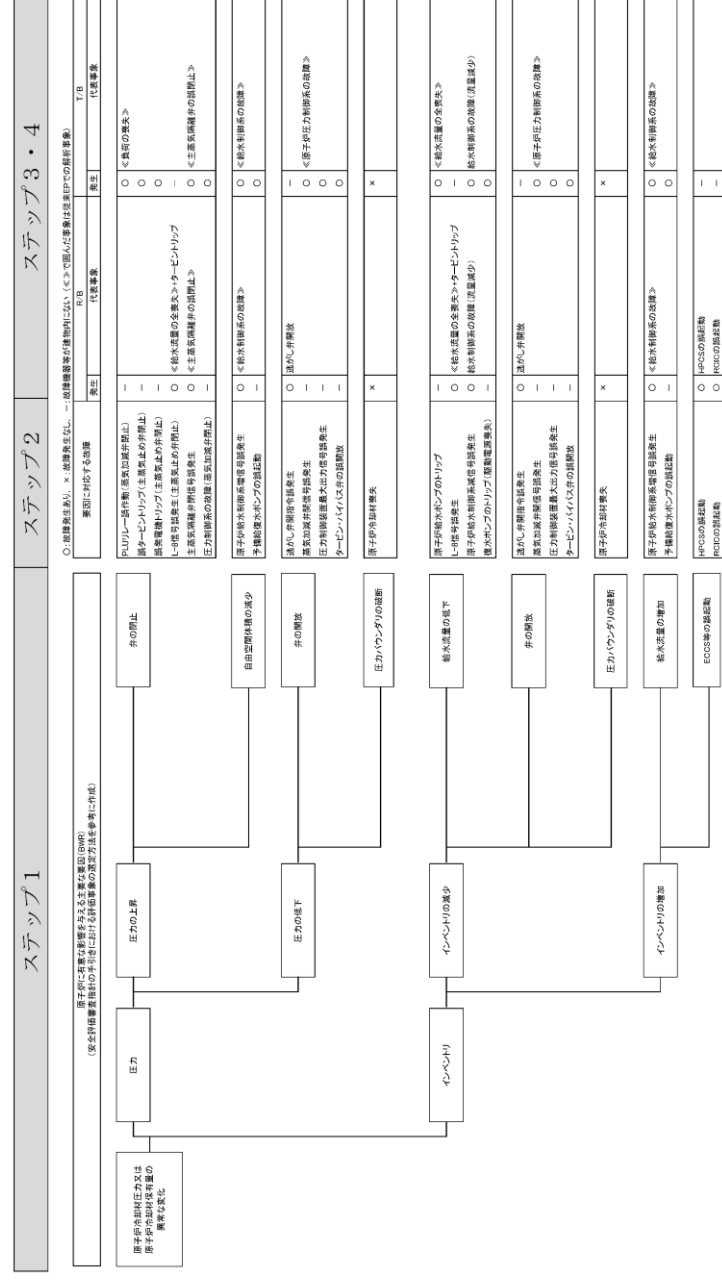 ステップ1
ステップ2
ステップ3・4
○:故障発生あり、×:故障発生なし、－:故障機器等が建物内にない(≪≫で囲んだ事象は従来EPでの解析事象)
原子炉に有意な影響を与える主要な要因(BWR)
(安全評価審査指針の手引きにおける評価事象の選定方法を参考に作成)
要因に対応する故障
R/B
T/B
発生
代表事象
発生
代表事象
原子炉冷却材圧力又は
原子炉冷却材保有量の
異常な変化
圧力
圧力の上昇
弁の閉止
PLUリレー誤作動(蒸気加減弁閉止) － ○ ≪負荷の喪失≫
誤タービントリップ(主蒸気止め弁閉止) － ○
誤発電機トリップ(主蒸気止め弁閉止) － ○
L-8信号誤発生(主蒸気止め弁閉止) ○ ≪給水流量の全喪失≫+タービントリップ －
主蒸気隔離弁閉信号誤発生 ○ ≪主蒸気隔離弁の誤閉止≫ ○ ≪主蒸気隔離弁の誤閉止≫
圧力制御系の故障(蒸気加減弁閉止) － ○
自由空間体積の減少
原子炉給水制御系増信号誤発生 ○ ≪給水制御系の故障≫ ○ ≪給水制御系の故障≫
予備給復水ポンプの誤起動 － ○
圧力の低下
弁の開放
逃がし弁開指令誤発生 ○ 逃がし弁開放 －
蒸気加減弁開信号誤発生 － ○ ≪原子炉圧力制御系の故障≫
圧力制御装置最大出力信号誤発生 － ○
タービン・バイパス弁の誤開放 － ○
圧力バウンダリの破断
原子炉冷却材喪失 × ×
インベントリ
インベントリの減少
給水流量の低下
原子炉給水ポンプのトリップ － ○ ≪給水流量の全喪失≫
L-8信号誤発生 ○ ≪給水流量の全喪失≫+タービントリップ －
原子炉給水制御系減信号誤発生 ○ 給水制御系の故障(流量減少) ○ 給水制御系の故障(流量減少)
復水ポンプのトリップ(駆動電源喪失) － ○
弁の開放
逃がし弁開指令誤発生 ○ 逃がし弁開放 －
蒸気加減弁開信号誤発生 － ○ ≪原子炉圧力制御系の故障≫
圧力制御装置最大出力信号誤発生 － ○
タービン・バイパス弁の誤開放 － ○
圧力バウンダリの破断
原子炉冷却材喪失 × ×
インベントリの増加
給水流量の増加
原子炉給水制御系増信号誤発生 ○ ≪給水制御系の故障≫ ○ ≪給水制御系の故障≫
予備給復水ポンプの誤起動 － ○
ECCS等の誤起動
HPCSの誤起動 ○ HPCSの誤起動 －
RCICの誤起動 ○ RCICの誤起動 －